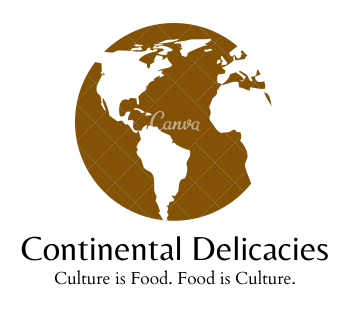 Canva
Continental Delicacies
Culture is Food. Food is Culture.